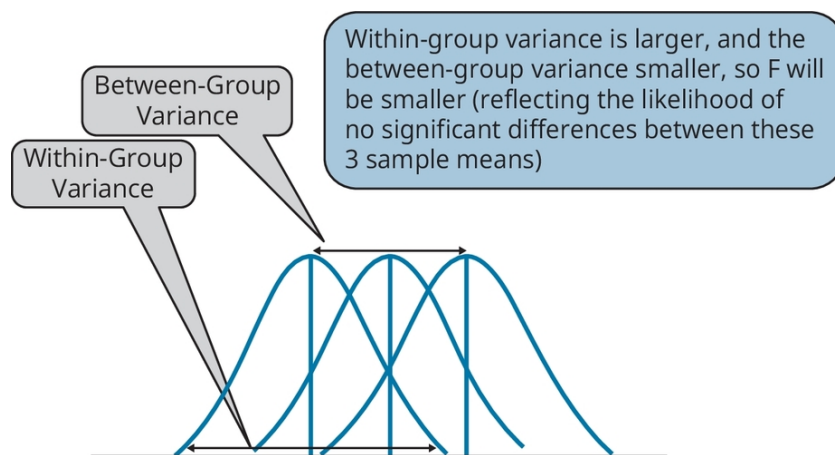 Within-group variance is larger, and the
between-group variance smaller, so F will
be smaller (reflecting the likelihood of
no significant differences between these
3 sample means)
Between-Group
Variance
Within-Group
Variance